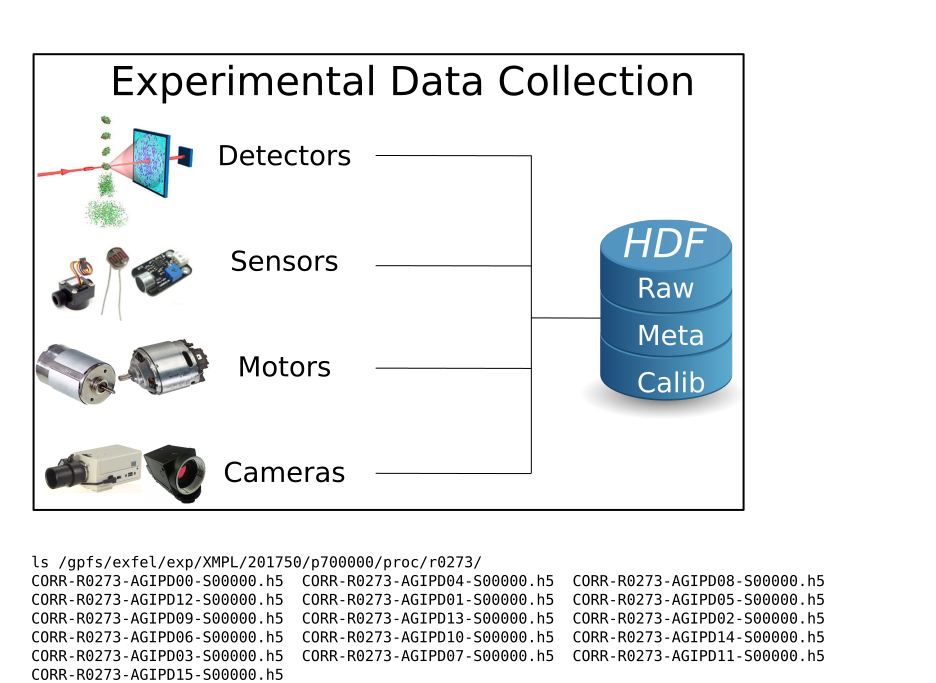 Experimental Data Collection
Detectors
Sensors
Motors
Cameras
HDF
Raw
Meta
Calib
ls /gpfs/exfel/exp/XMPL/201750/p700000/proc/r0273/
CORR-R0273-AGIPD00-S00000.h5  CORR-R0273-AGIPD04-S00000.h5  CORR-R0273-AGIPD08-S00000.h5
CORR-R0273-AGIPD12-S00000.h5  CORR-R0273-AGIPD01-S00000.h5  CORR-R0273-AGIPD05-S00000.h5
CORR-R0273-AGIPD09-S00000.h5  CORR-R0273-AGIPD13-S00000.h5  CORR-R0273-AGIPD02-S00000.h5
CORR-R0273-AGIPD06-S00000.h5  CORR-R0273-AGIPD10-S00000.h5  CORR-R0273-AGIPD14-S00000.h5
CORR-R0273-AGIPD03-S00000.h5  CORR-R0273-AGIPD07-S00000.h5  CORR-R0273-AGIPD11-S00000.h5
CORR-R0273-AGIPD15-S00000.h5